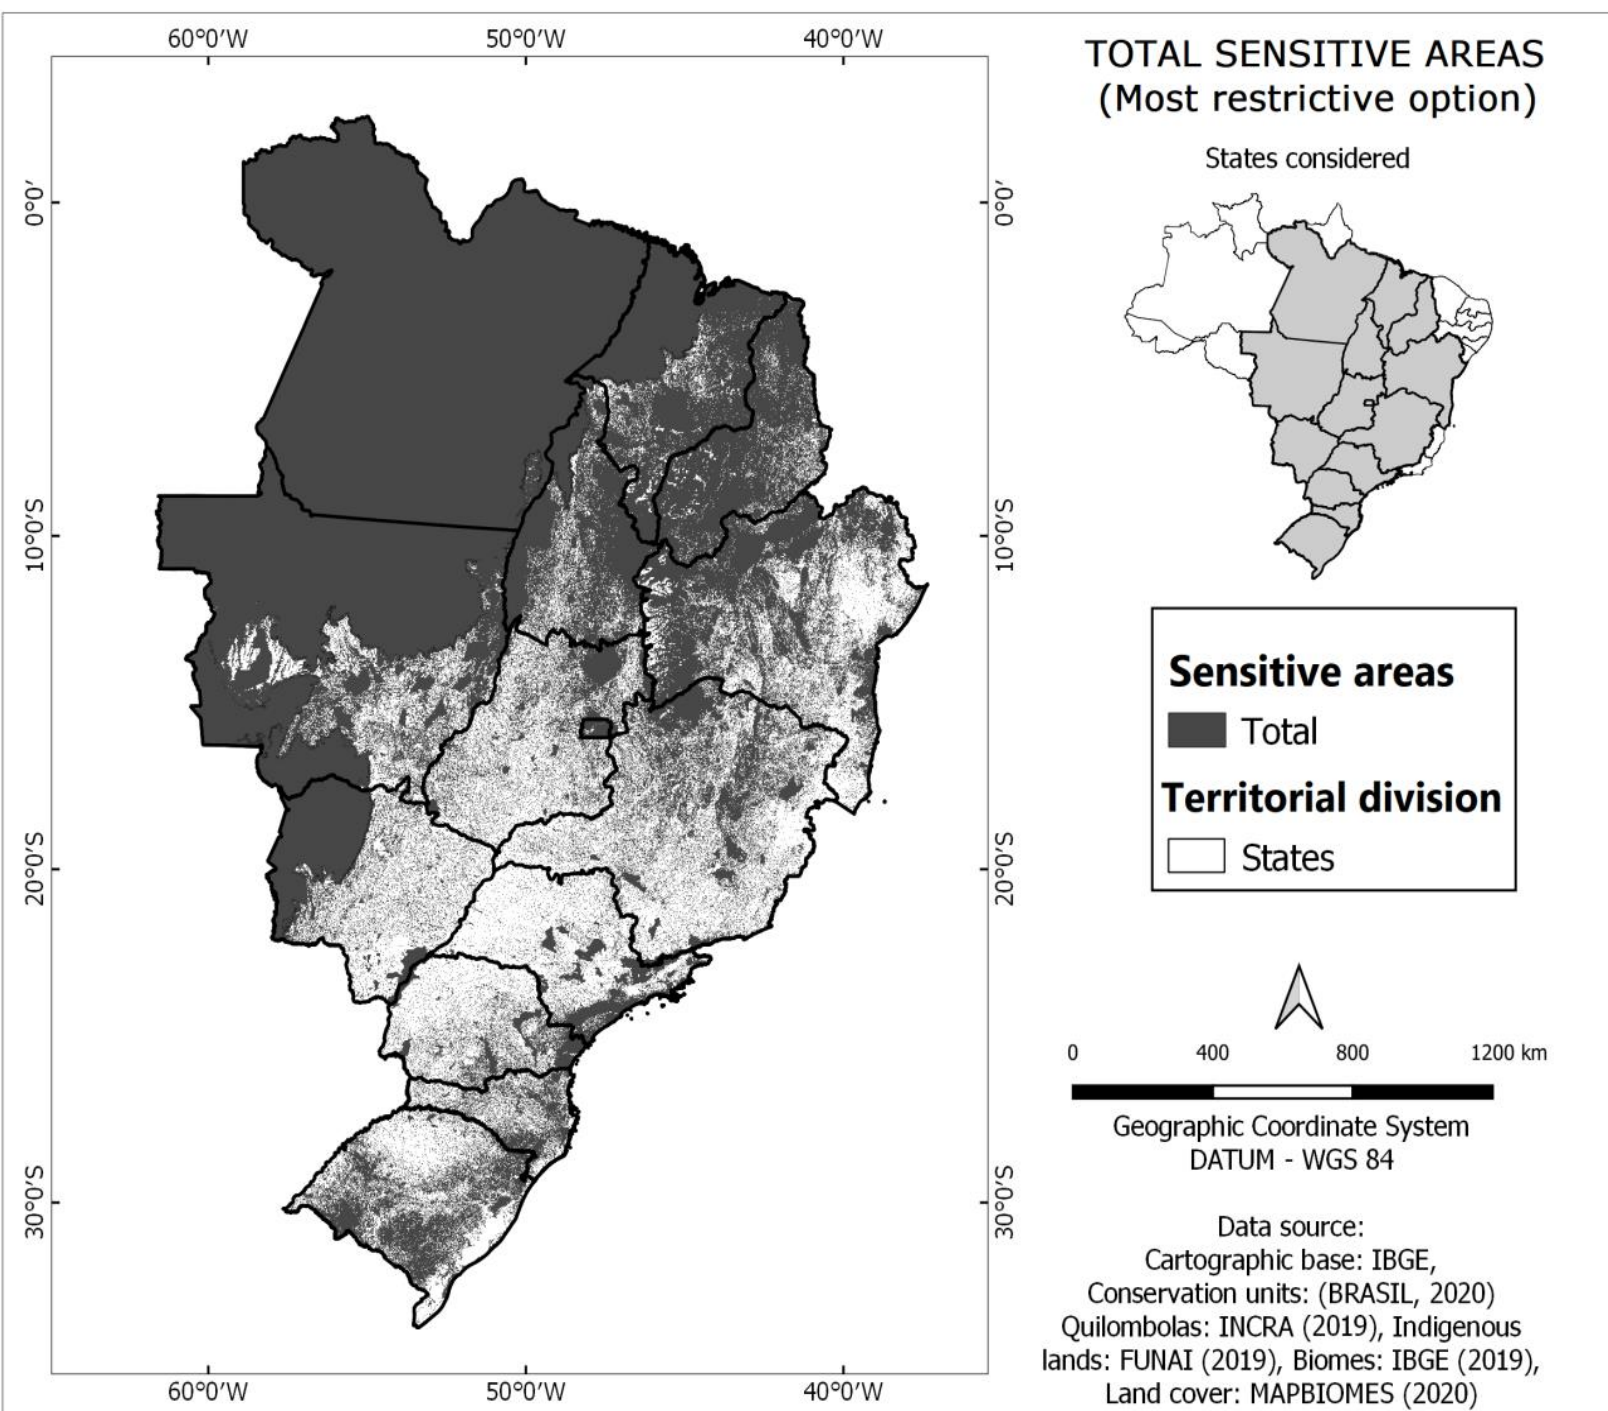 60°0'W 50°0'W 40°0'W
TOTAL SENSITIVE AREAS
(Most restrictive option)
States considered
0°0' 0°0'
10°0'S 10°0'S
Sensitive areas
Total
Territorial division
States
20°0'S 20°0'S
0 400 800 1200 km
Geographic Coordinate System
DATUM - WGS 84
30°0'S 30°0'S
Data source:
Cartographic base: IBGE,
Conservation units: (BRASIL, 2020)
Quilombolas: INCRA (2019), Indigenous
lands: FUNAI (2019), Biomes: IBGE (2019),
Land cover: MAPBIOMES (2020)
60°0'W 50°0'W 40°0'W